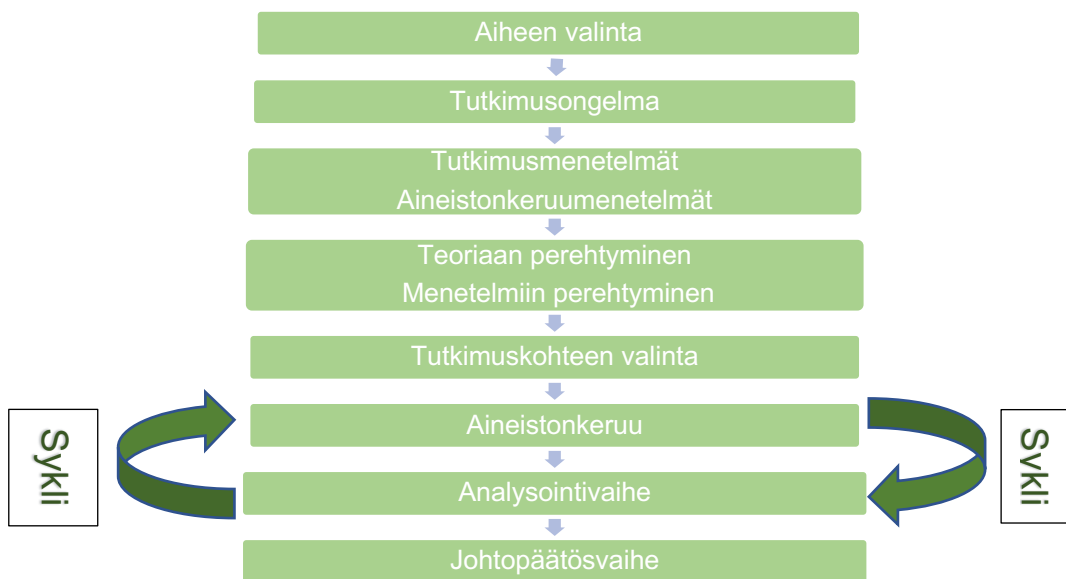 Aiheen valinta
Tutkimusongelma
Tutkimusmenetelmät
Aineistonkeruumenetelmät
Teoriaan perehtyminen
Menetelmiin perehtyminen
Tutkimuskohteen valinta
Aineistonkeruu
Sykli
Sykli
Analysointivaihe
Johtopäätösvaihe